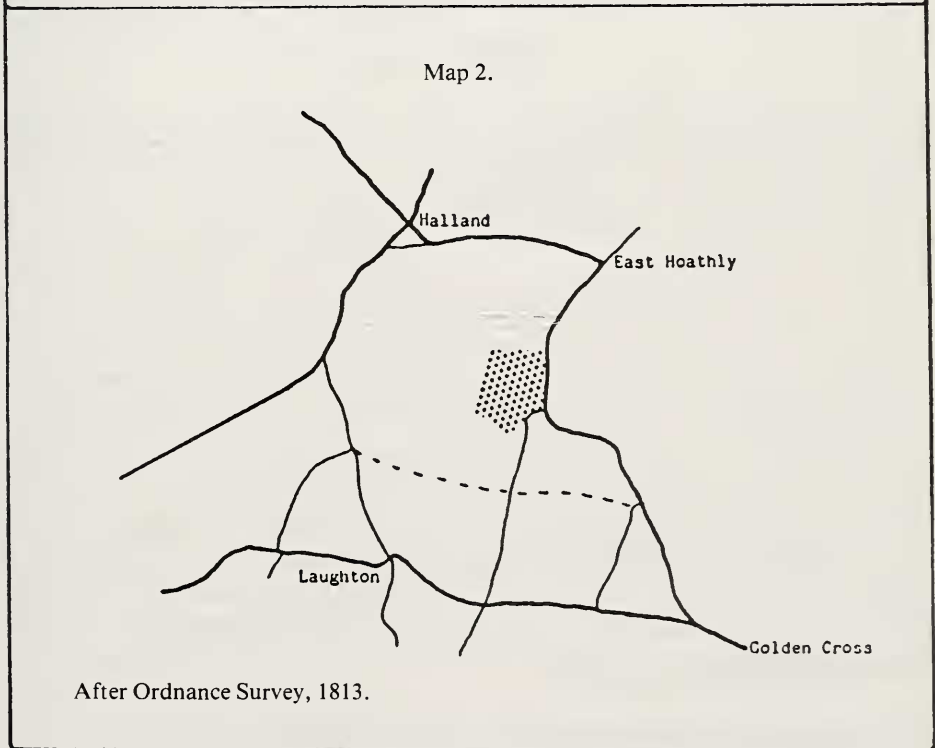 Map 2.
Halland
East Hoathly
Laughton
Golden Cross
After Ordnance Survey, 1813.